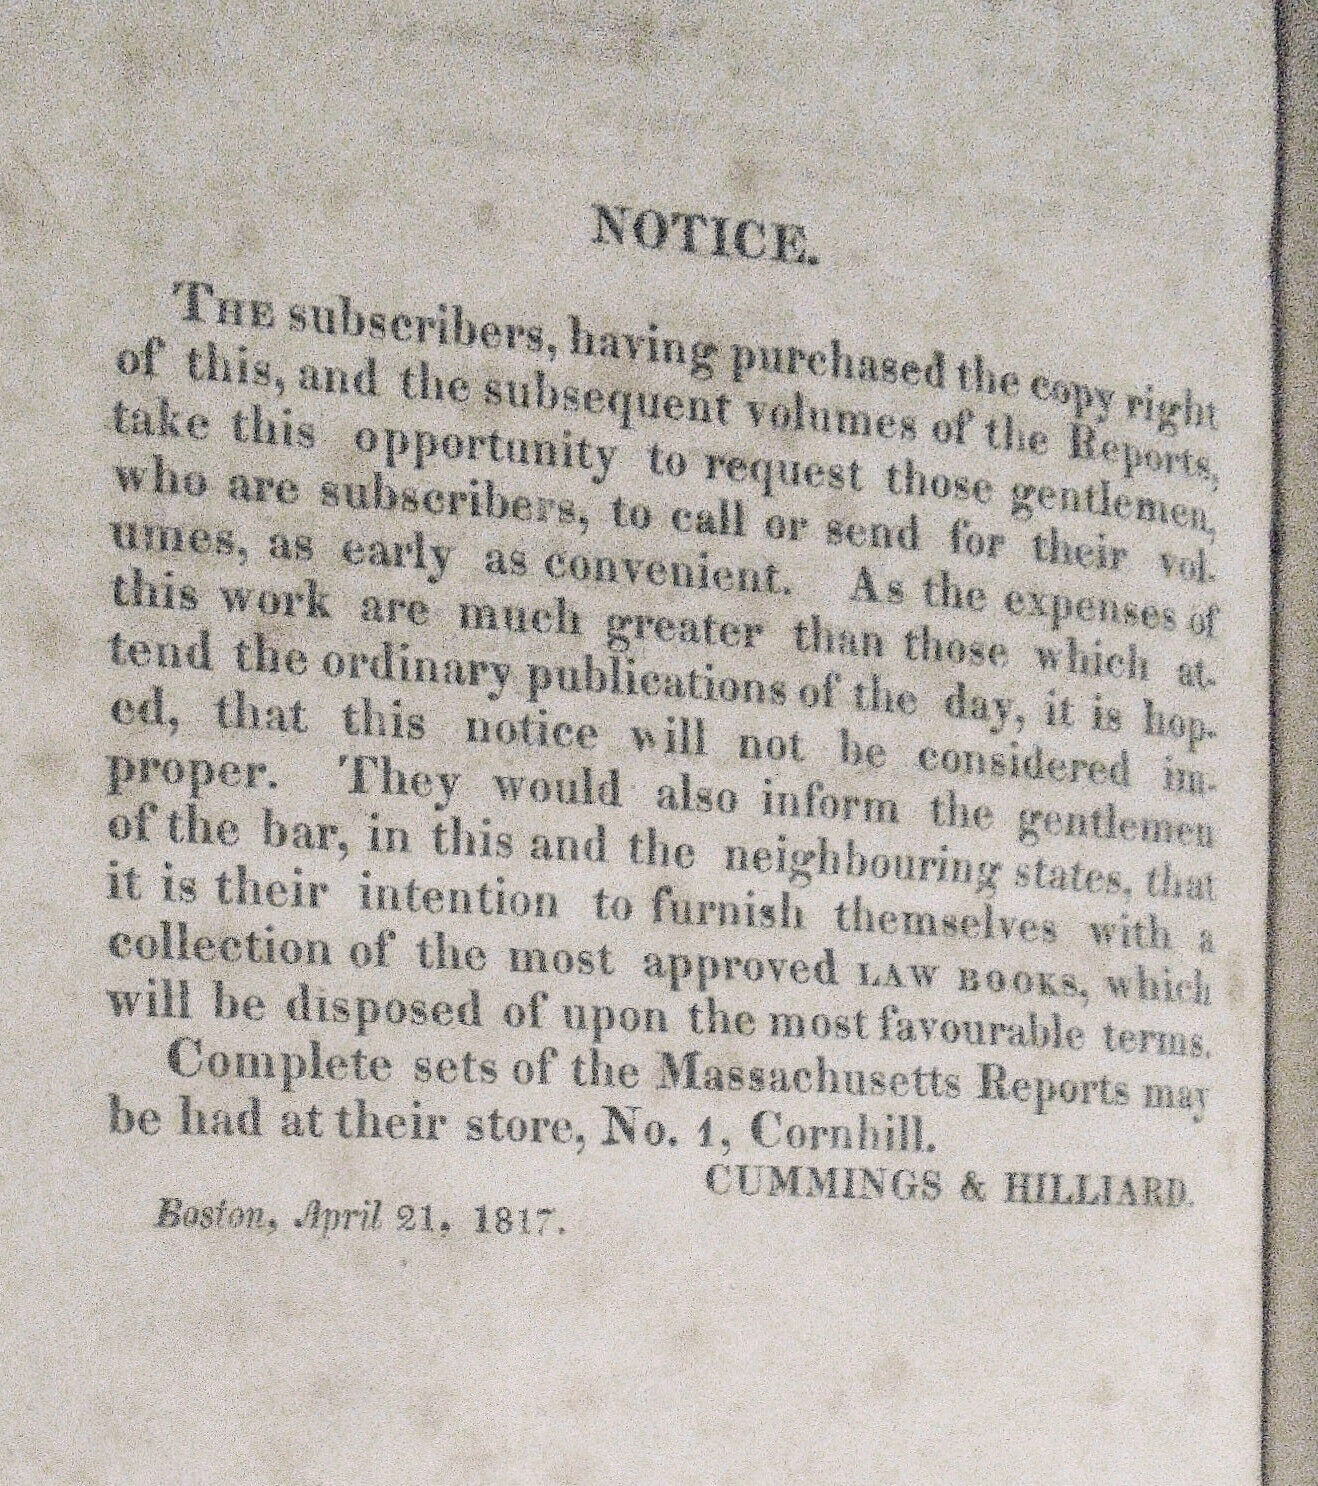 NOTICE.
THE subscribers, having purchased the copy right
of this, and the subsequent volumes of the Reports,
take this opportunity to request those gentlemen,
who are subscribers, to call or send for their vol-
umes, as early as convenient. As the expenses of
this work are much greater than those which at-
tend the ordinary publications of the day, it is hop-
ed, that this notice will not be considered im-
proper. They would also inform the gentlemen
of the bar, in this and the neighbouring states, that
it is their intention to furnish themselves with a
collection of the most approved LAW BOOKS, which
will be disposed of upon the most favourable terms.
Complete sets of the Massachusetts Reports may
be had at their store, No. 1, Cornhill.
CUMMINGS & HILLIARD.
Boston, April 21, 1817.